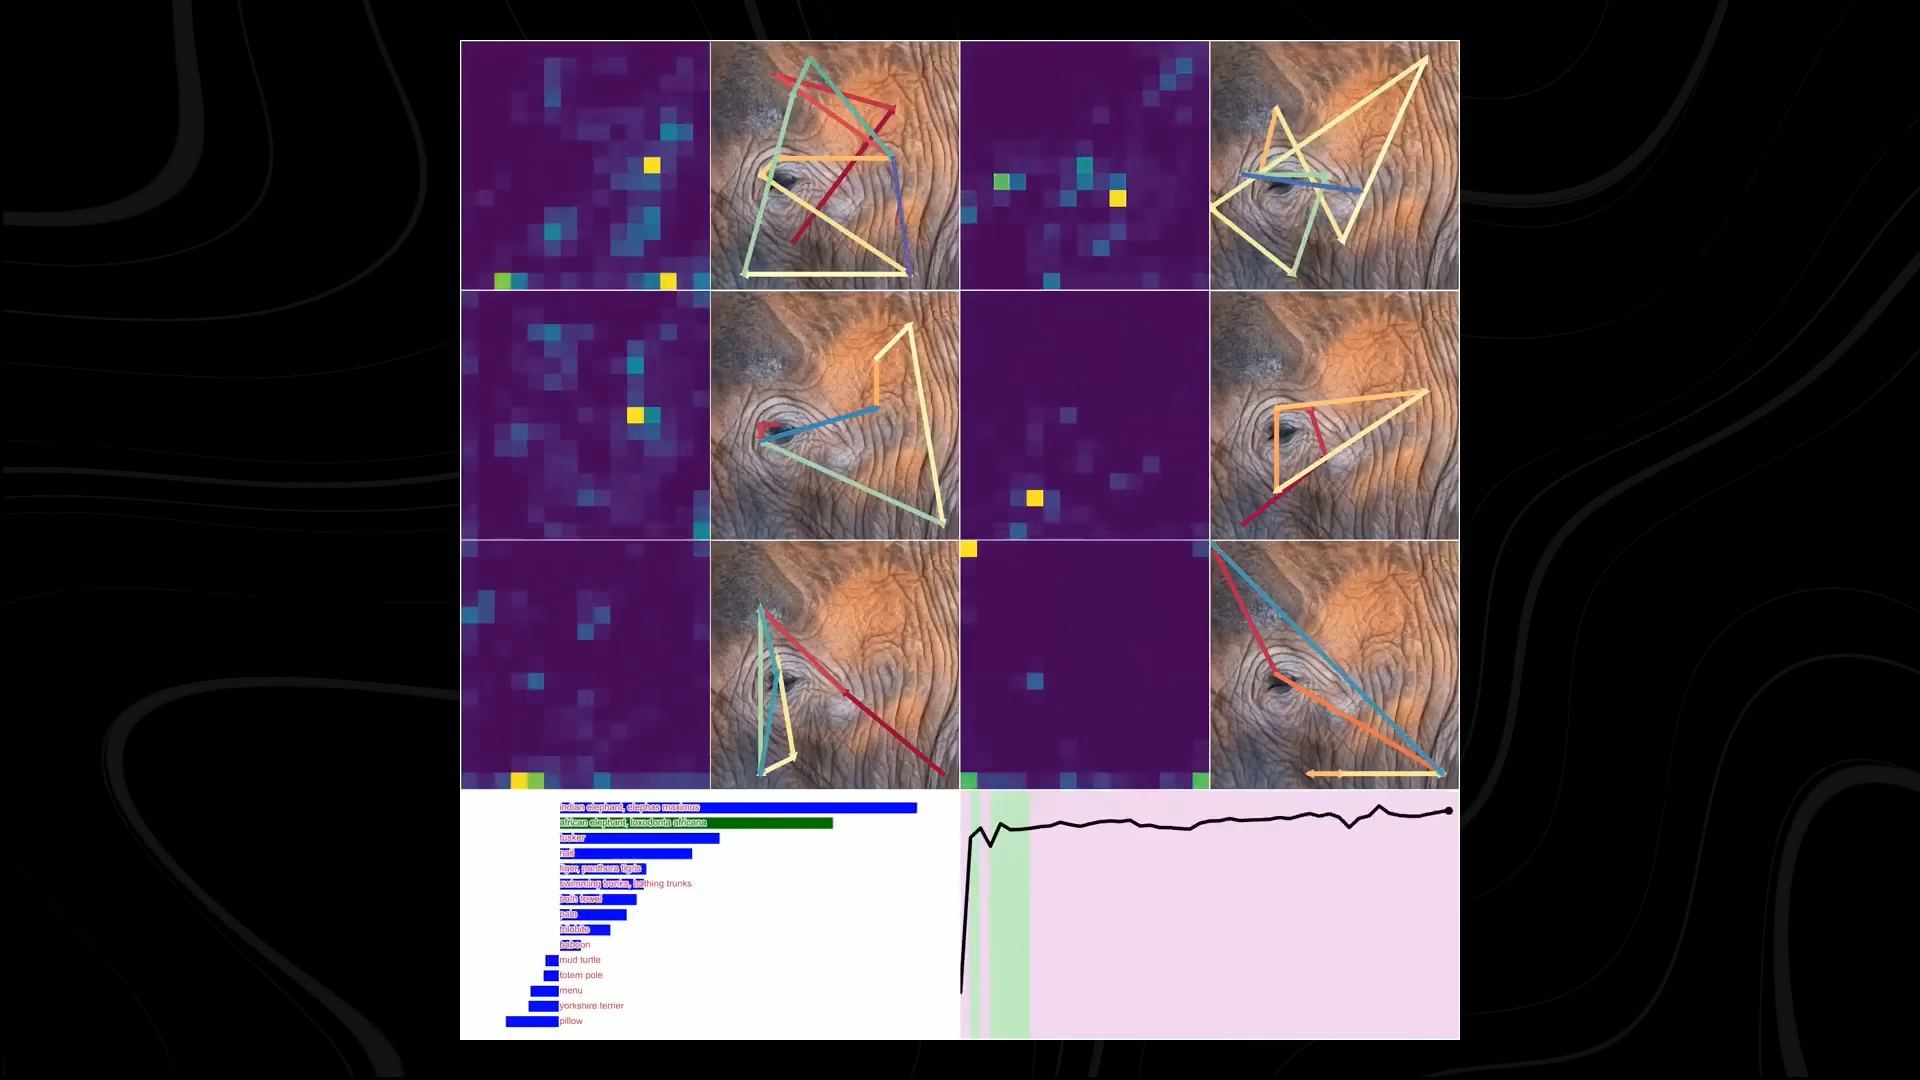 indian elephant, elephas maximus
african elephant, loxodonta africana
tusker
nail
tiger, panthera tigris
swimming trunks, bathing trunks
bath towel
patio
trilobite
baboon
mud turtle
totem pole
menu
yorkshire terrier
pillow